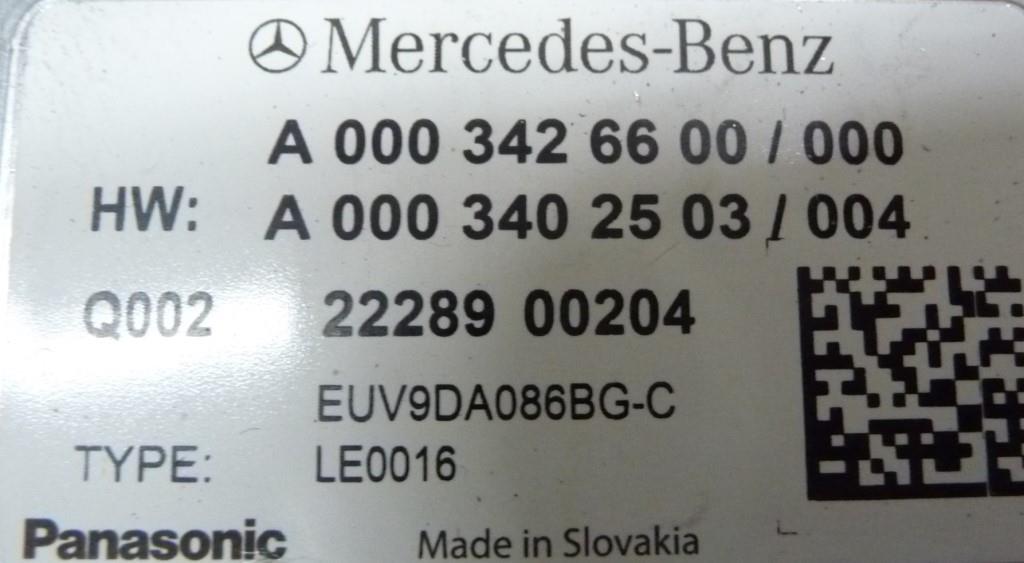 Mercedes-Benz
A 000 342 66 00 / 000
HW: A 000 340 25 03 / 004
Q002 22289 00204
EUV9DA086BG-C
TYPE: LE0016
Panasonic Made in Slovakia